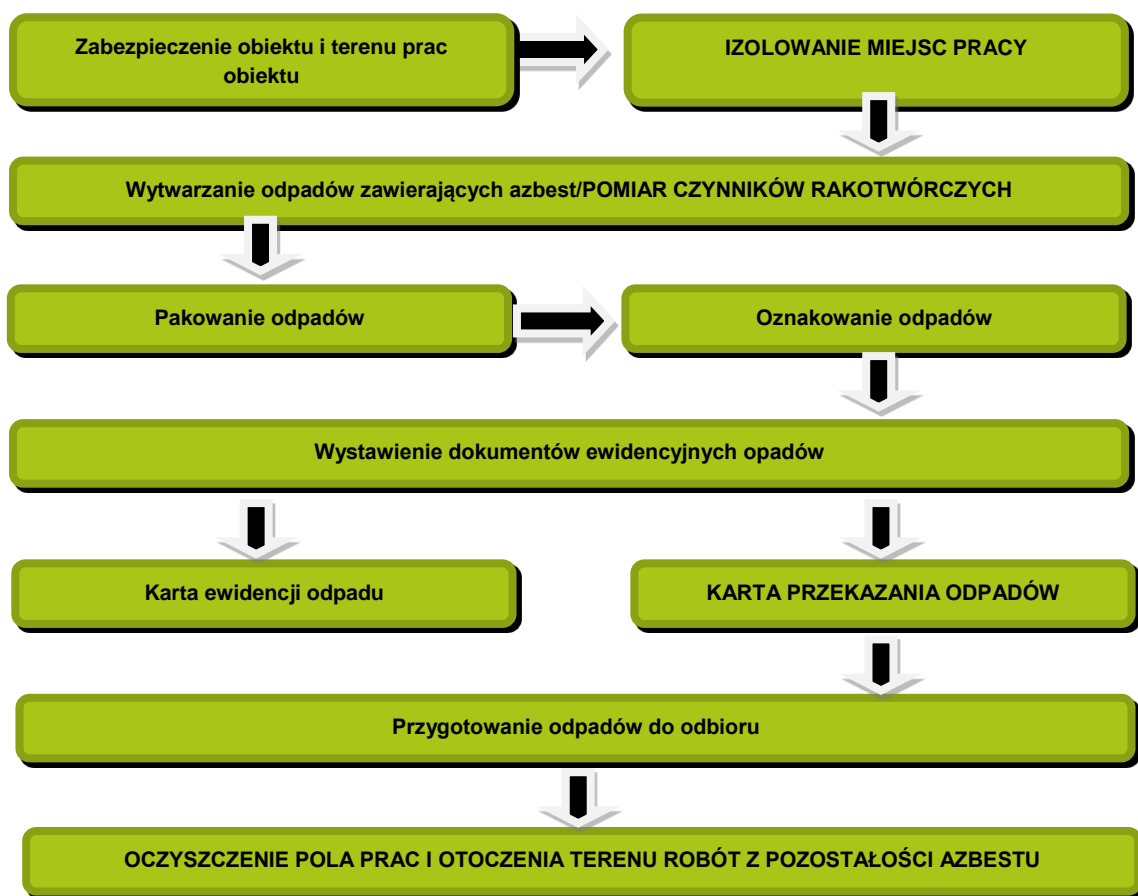 Zabezpieczenie obiektu i terenu prac
obiektu
IZOLOWANIE MIEJSC PRACY
Wytwarzanie odpadów zawierających azbest/POMIAR CZYNNIKÓW RAKOTWÓRCZYCH
Pakowanie odpadów
Oznakowanie odpadów
Wystawienie dokumentów ewidencyjnych opadów
Karta ewidencji odpadu
KARTA PRZEKAZANIA ODPADÓW
Przygotowanie odpadów do odbioru
OCZYSZCZENIE POLA PRAC I OTOCZENIA TERENU ROBÓT Z POZOSTAŁOŚCI AZBESTU